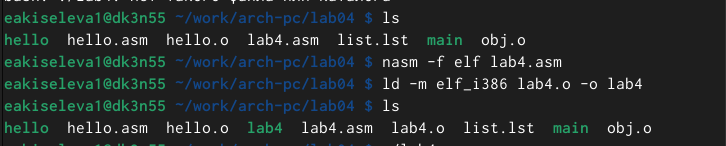 eakiseleva1@dk3n55 ~/work/arch-pc/lab04 $ ls
hello hello.asm hello.o lab4.asm list.lst main obj.o
eakiseleva1@dk3n55 ~/work/arch-pc/lab04 $ nasm -f elf lab4.asm
eakiseleva1@dk3n55 ~/work/arch-pc/lab04 $ ld -m elf_i386 lab4.o -o lab4
eakiseleva1@dk3n55 ~/work/arch-pc/lab04 $ ls
hello hello.asm hello.o lab4 lab4.asm lab4.o list.lst main obj.o